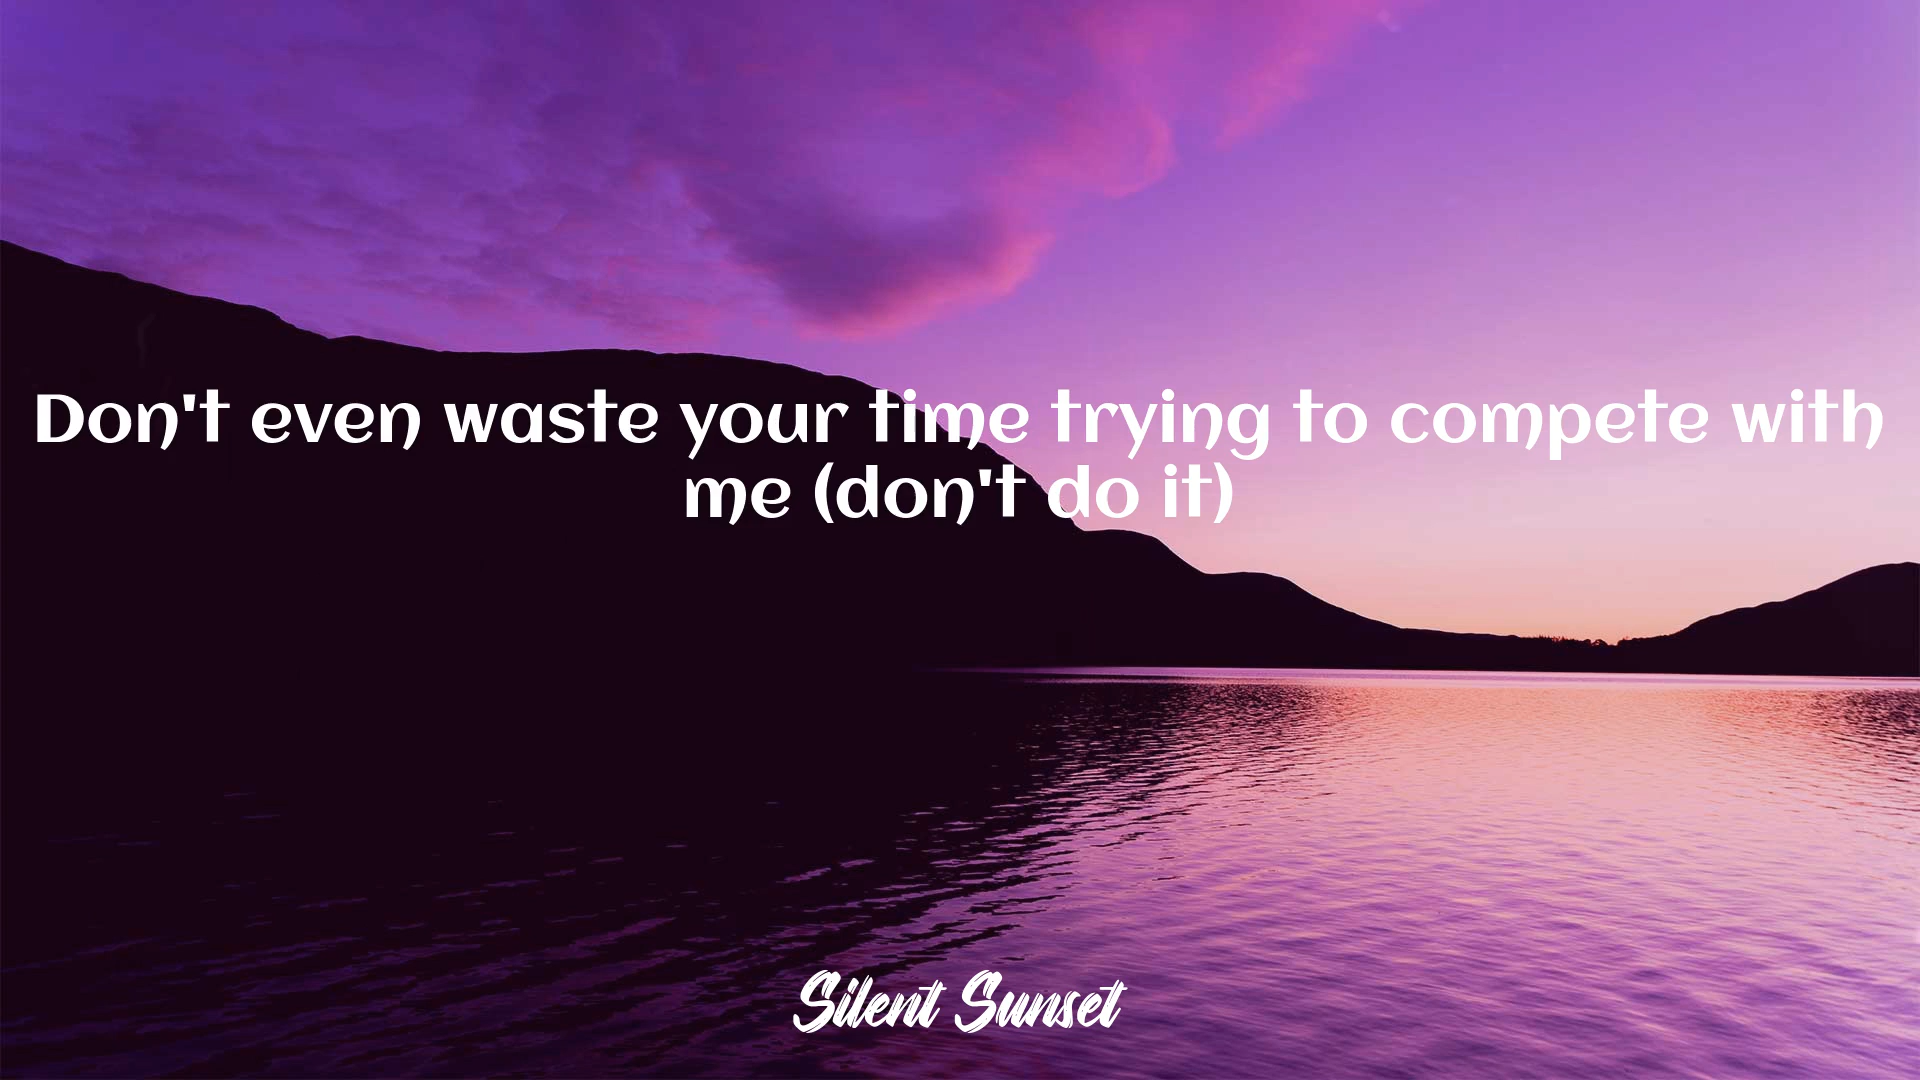 Don't even waste your time trying to compete with
me (don't do it)
Silent Sunset